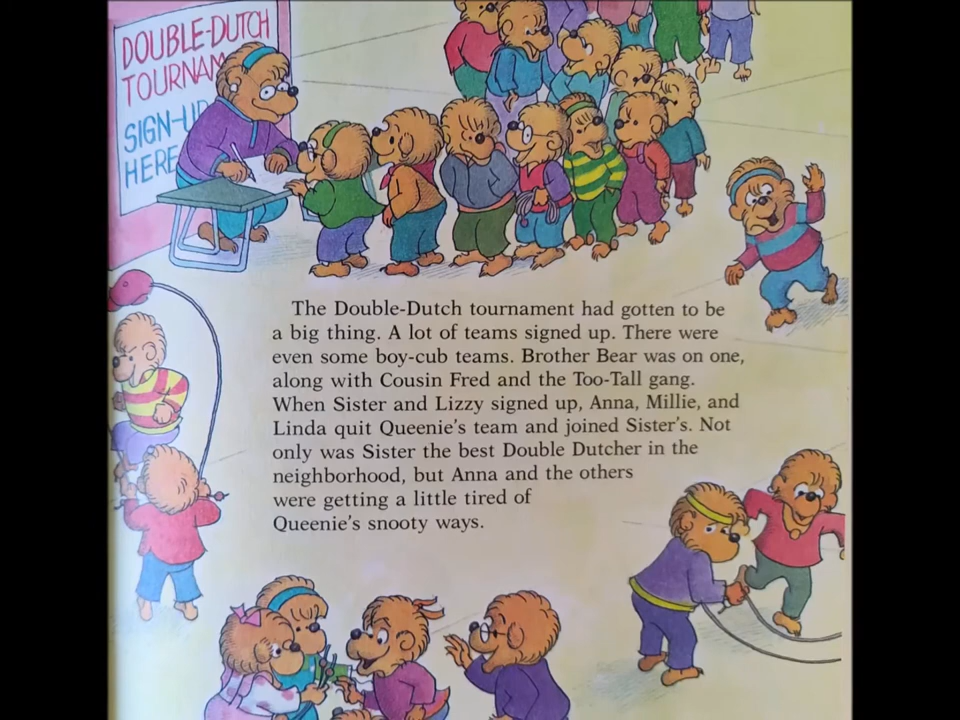 DOUBLE-DUTCH
TOURNAM
SIGN-UP
HERE
The Double-Dutch tournament had gotten to be
a big thing. A lot of teams signed up. There were
even some boy-cub teams. Brother Bear was on one,
along with Cousin Fred and the Too-Tall gang.
When Sister and Lizzy signed up, Anna, Millie, and
Linda quit Queenie's team and joined Sister's. Not
only was Sister the best Double Dutcher in the
neighborhood, but Anna and the others
were getting a little tired of
Queenie's snooty ways.